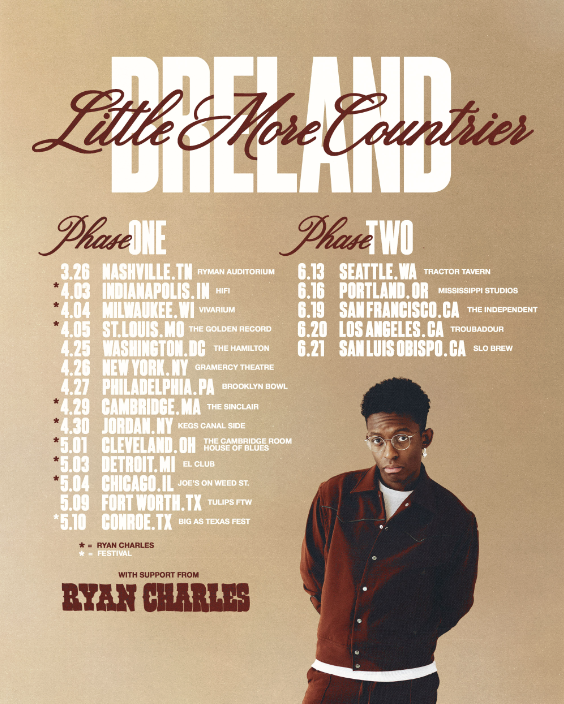 BRELAND
Little More Countrier
Phase ONE
3.26 NASHVILLE.TN RYMAN AUDITORIUM
*4.03 INDIANAPOLIS.IN HIFI
*4.04 MILWAUKEE.WI VIVARIUM
*4.05 ST.LOUIS.MO THE GOLDEN RECORD
4.25 WASHINGTON.DC THE HAMILTON
4.26 NEW YORK.NY GRAMERCY THEATRE
4.27 PHILADELPHIA.PA BROOKLYN BOWL
*4.29 CAMBRIDGE.MA THE SINCLAIR
*4.30 JORDAN.NY KEGS CANAL SIDE
*5.01 CLEVELAND.OH THE CAMBRIDGE ROOM
HOUSE OF BLUES
*5.03 DETROIT.MI EL CLUB
*5.04 CHICAGO.IL JOE'S ON WEED ST.
5.09 FORT WORTH.TX TULIPS FTW
*5.10 CONROE.TX BIG AS TEXAS FEST
* = RYAN CHARLES
* = FESTIVAL
WITH SUPPORT FROM
RYAN CHARLES
Phase TWO
6.13 SEATTLE.WA TRACTOR TAVERN
6.16 PORTLAND.OR MISSISSIPPI STUDIOS
6.19 SAN FRANCISCO.CA THE INDEPENDENT
6.20 LOS ANGELES.CA TROUBADOUR
6.21 SAN LUIS OBISPO.CA SLO BREW